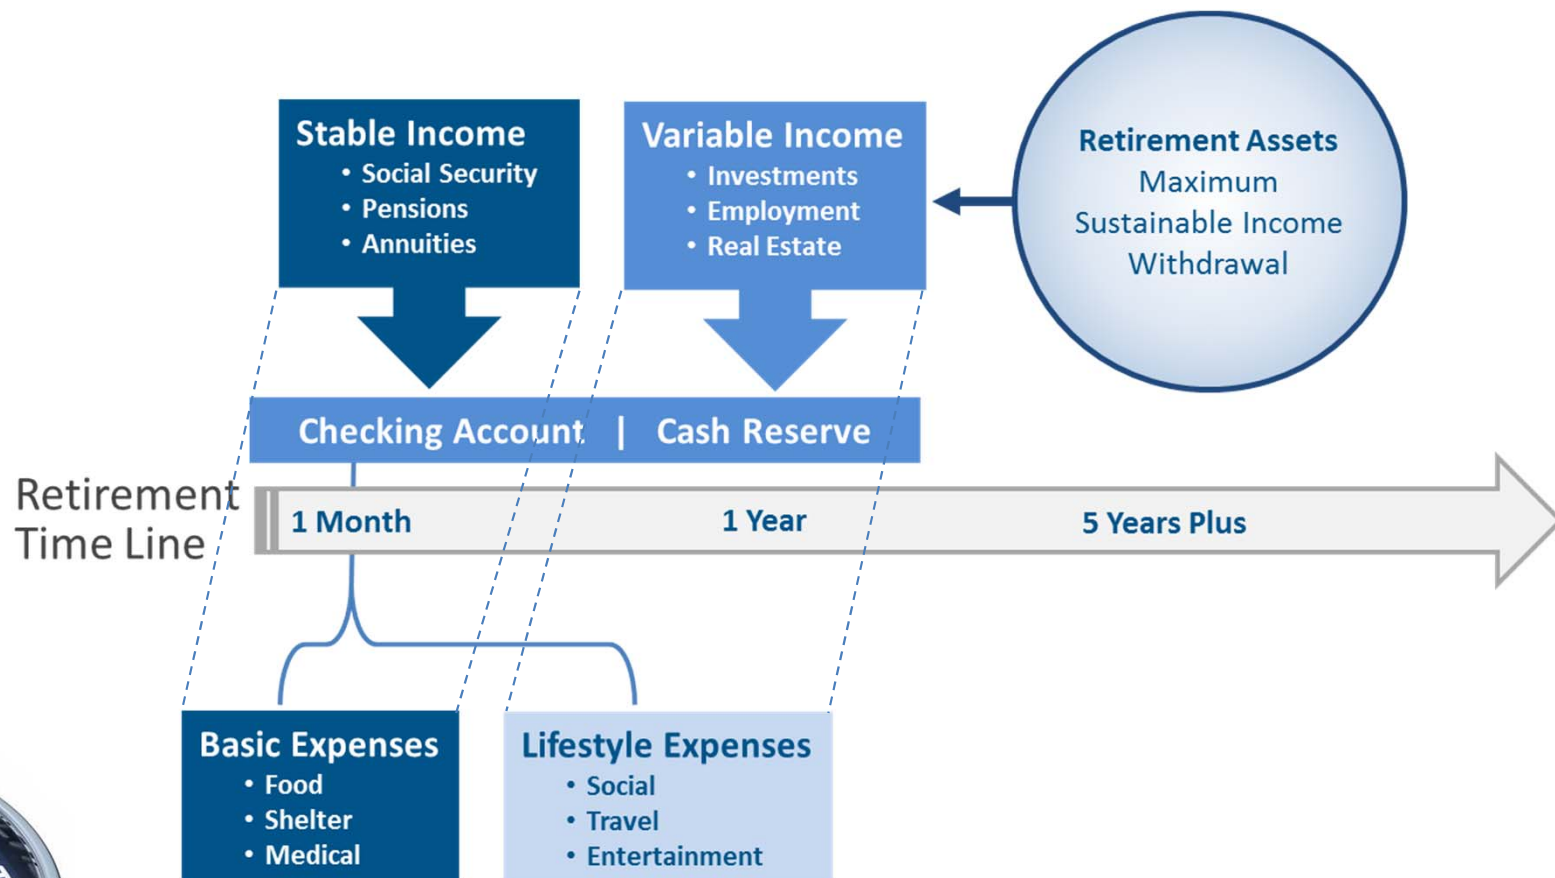 Stable Income
• Social Security
• Pensions
• Annuities
Variable Income
• Investments
• Employment
• Real Estate
Retirement Assets
Maximum
Sustainable Income
Withdrawal
Checking Account | Cash Reserve
Retirement
Time Line
1 Month
1 Year
5 Years Plus
Basic Expenses
• Food
• Shelter
• Medical
Lifestyle Expenses
• Social
• Travel
• Entertainment